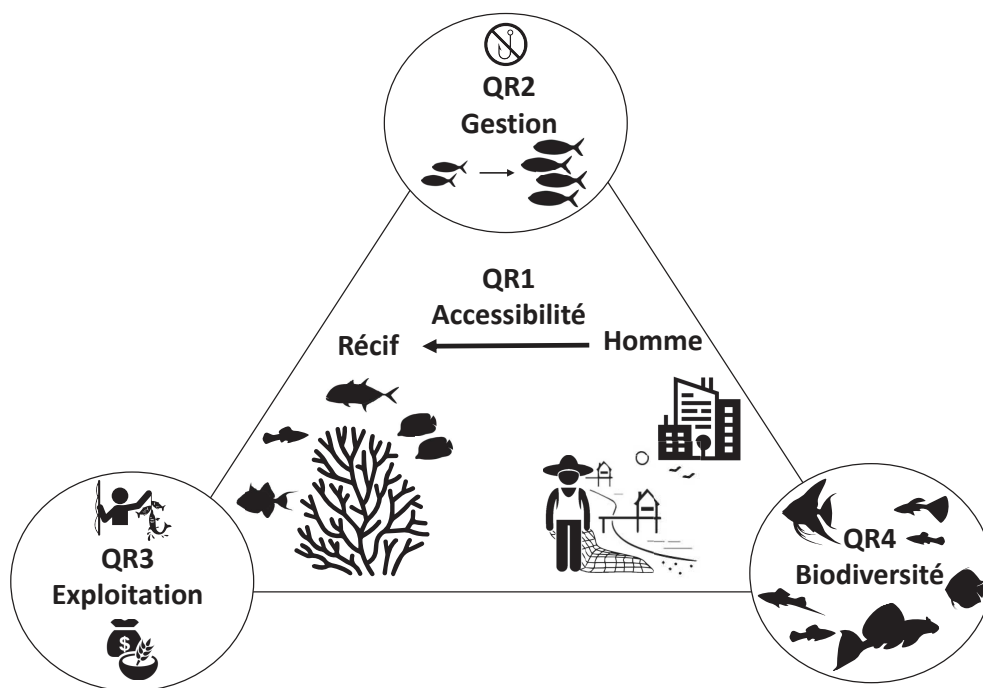 QR2
Gestion
QR1
Accessibilité
Récif
Homme
QR3
Exploitation
$
QR4
Biodiversité